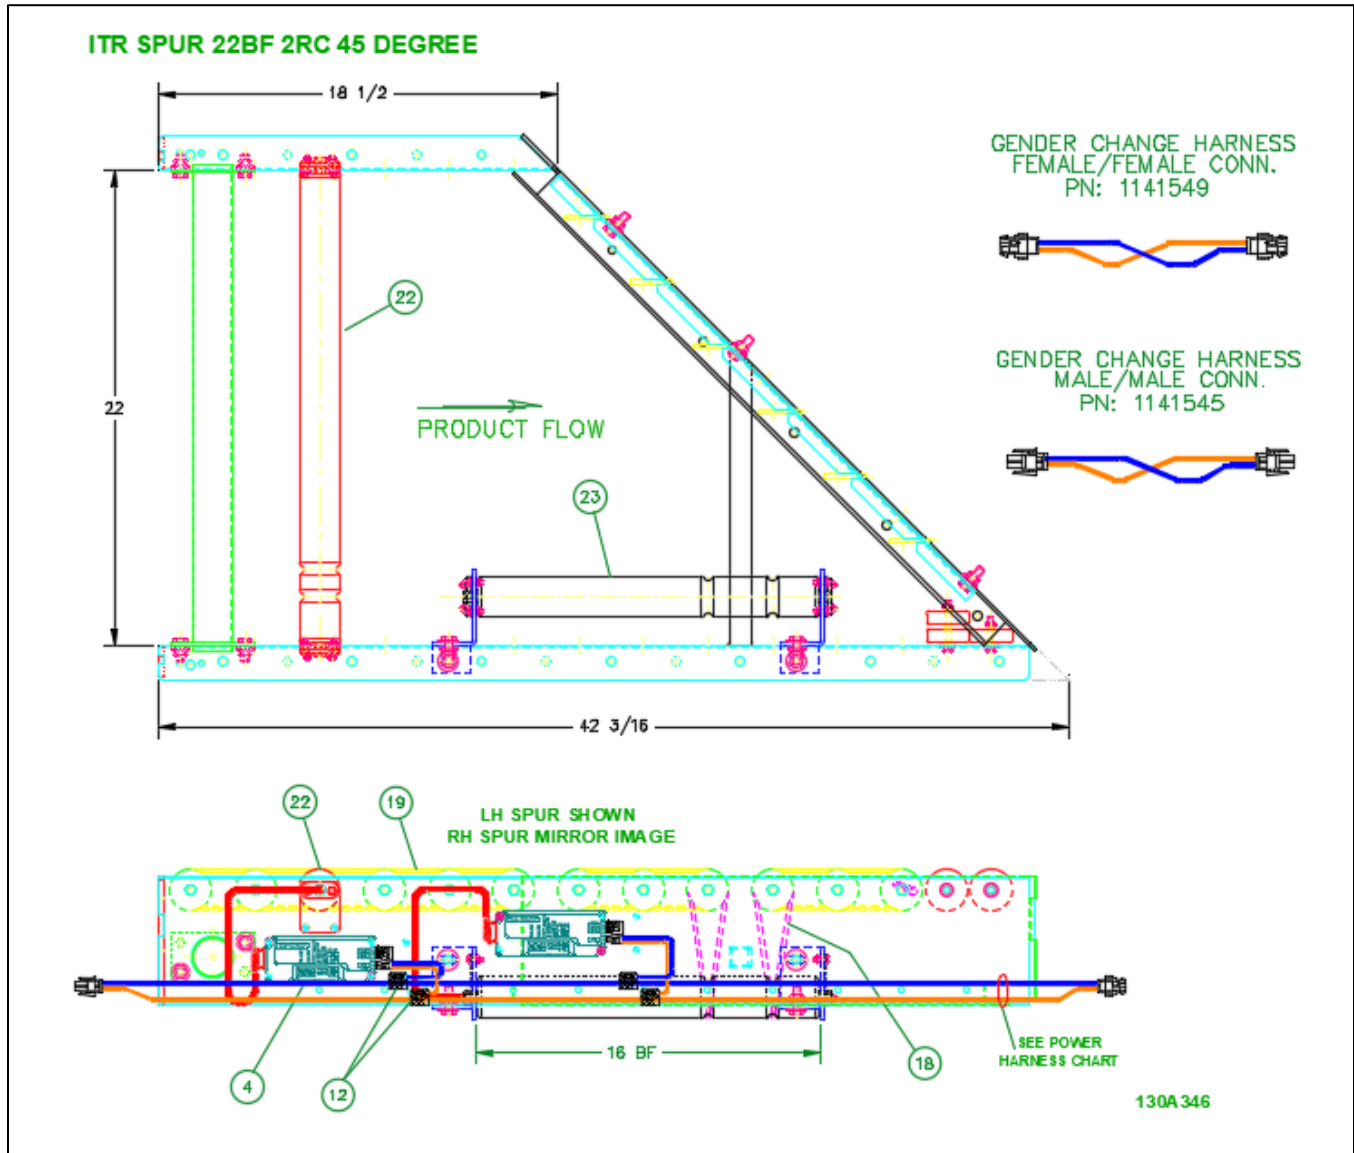 ITR SPUR 22BF 2RC 45 DEGREE
18 1/2
GENDER CHANGE HARNESS
FEMALE/FEMALE CONN.
PN: 1141549
22
GENDER CHANGE HARNESS
MALE/MALE CONN.
PN: 1141545
22
PRODUCT FLOW
23
42 3/16
22
19
LH SPUR SHOWN
RH SPUR MIRROR IMAGE
16 BF
18
SEE POWER
HARNESS CHART
4
12
130A346